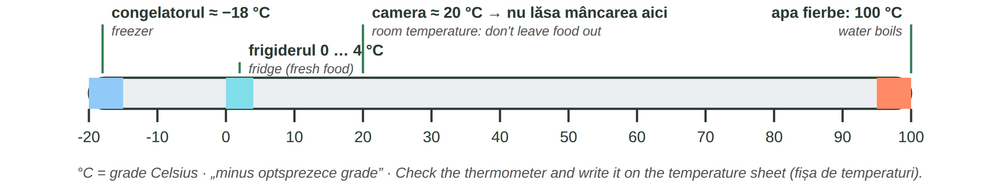 congelatorul ≈ −18 °C
freezer
camera ≈ 20 °C → nu lăsa mâncarea aici
room temperature: don't leave food out
apa fierbe: 100 °C
water boils
frigiderul 0 … 4 °C
fridge (fresh food)
-20 -10 0 10 20 30 40 50 60 70 80 90 100
°C = grade Celsius · „minus optsprezece grade” · Check the thermometer and write it on the temperature sheet (fișa de temperaturi).